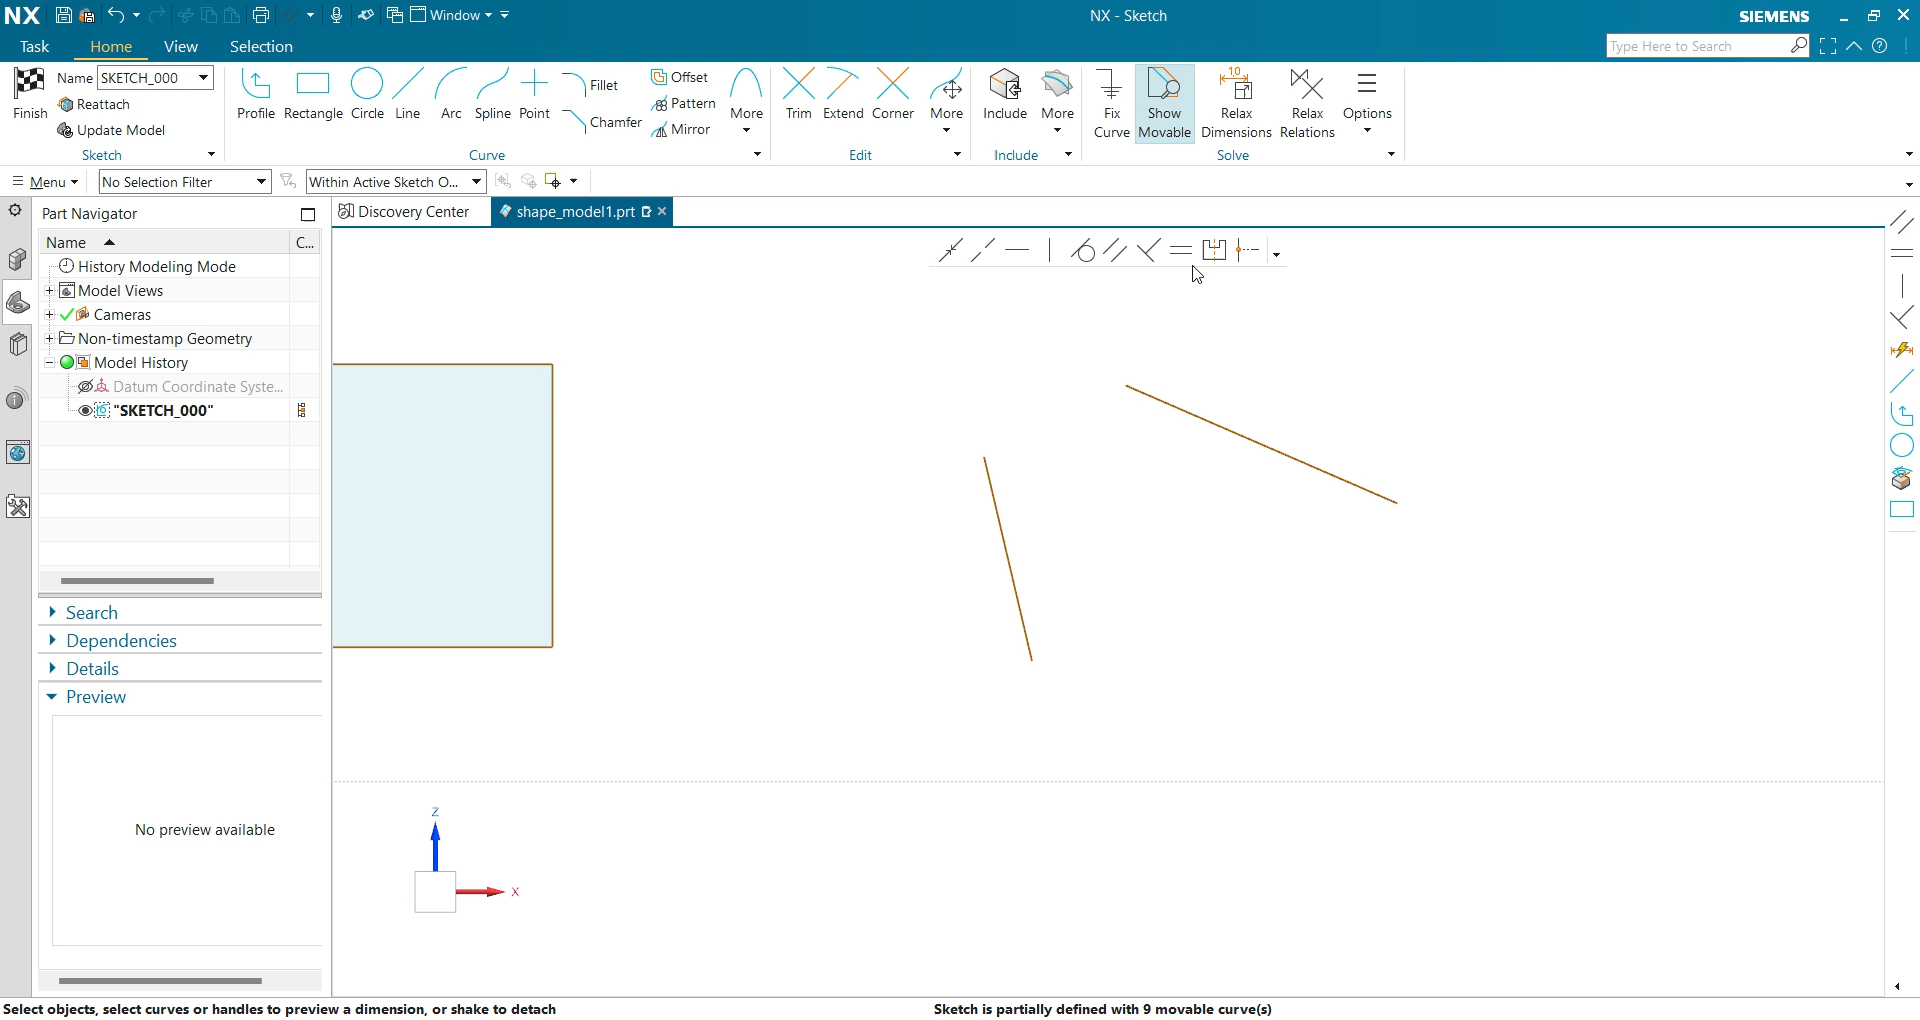 NX Window NX - Sketch SIEMENS
Task Home View Selection Type Here to Search
Finish Name SKETCH_000 Reattach Update Model
Profile Rectangle Circle Line Arc Spline Point Fillet Chamfer Offset Pattern Mirror More
Trim Extend Corner More Include More
Fix Curve Show Movable Relax Dimensions Relax Relations Options
Sketch Curve Edit Include Solve
Menu No Selection Filter Within Active Sketch O...
Part Navigator Discovery Center shape_model1.prt
Name C...
History Modeling Mode
Model Views
Cameras
Non-timestamp Geometry
Model History
Datum Coordinate Syste...
"SKETCH_000"
Search
Dependencies
Details
Preview
No preview available
Z
X
Select objects, select curves or handles to preview a dimension, or shake to detach Sketch is partially defined with 9 movable curve(s)